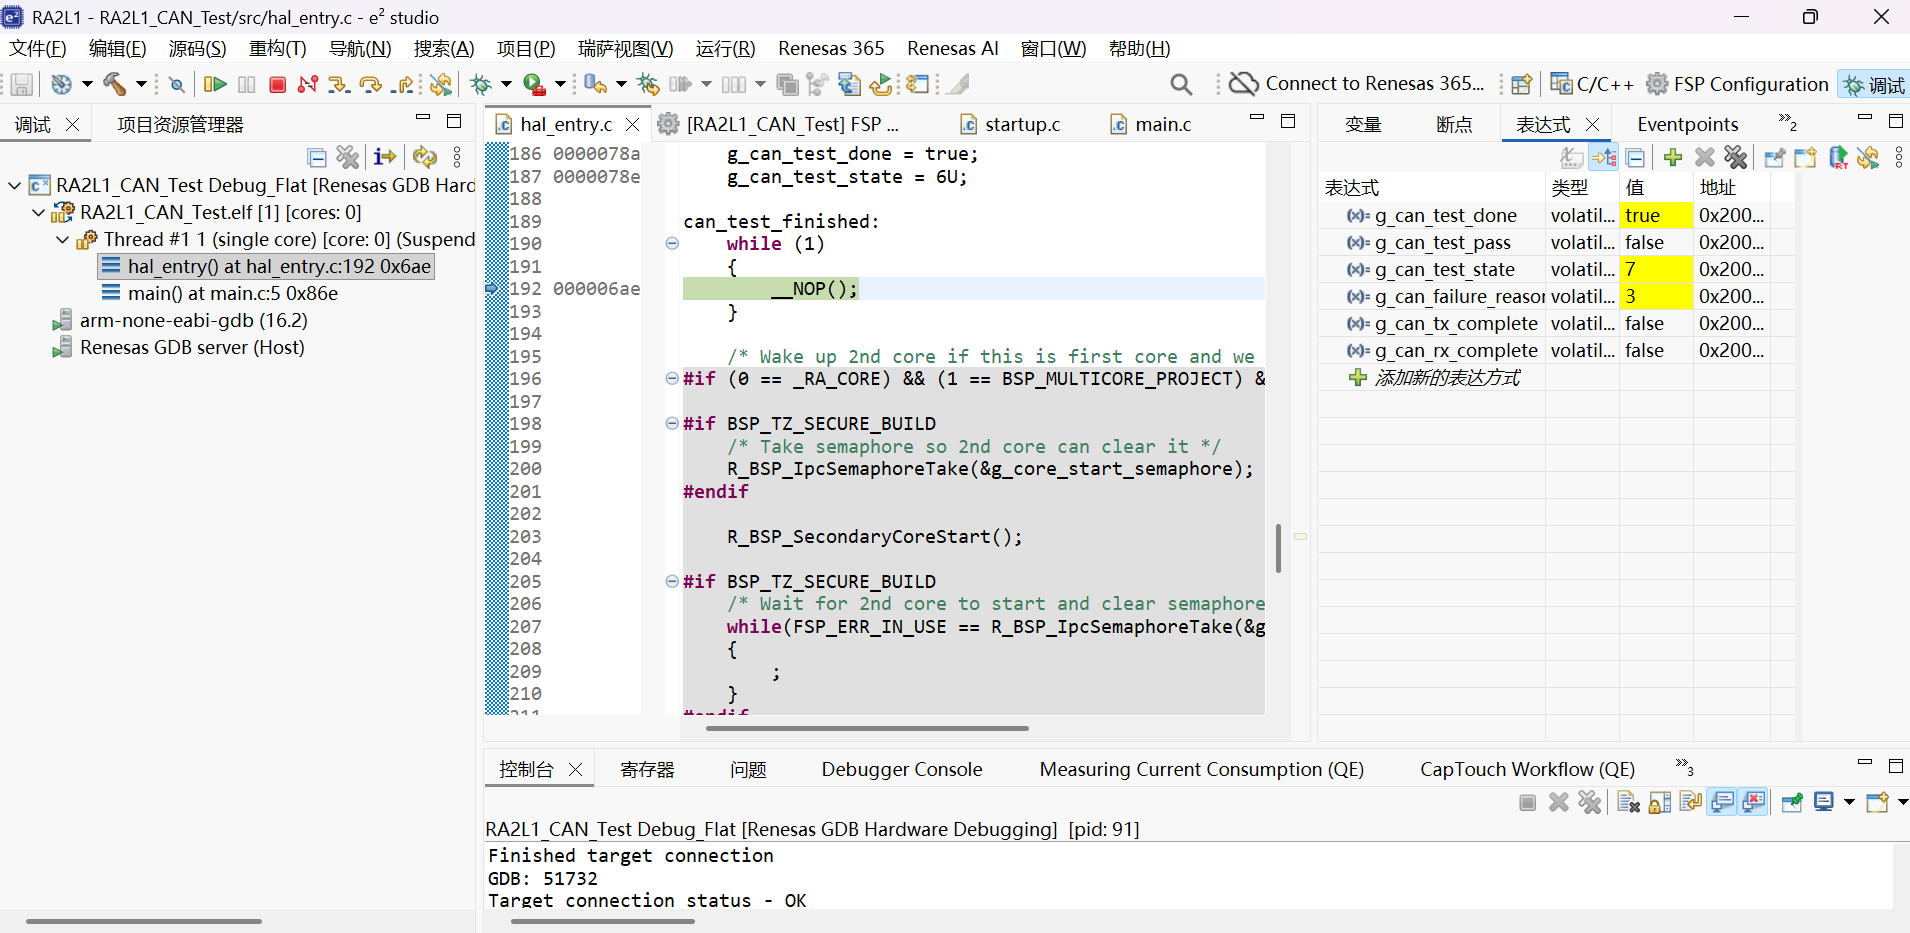 RA2L1 - RA2L1_CAN_Test/src/hal_entry.c - e² studio
文件(F) 编辑(E) 源码(S) 重构(T) 导航(N) 搜索(A) 项目(P) 瑞萨视图(V) 运行(R) Renesas 365 Renesas AI 窗口(W) 帮助(H)
Connect to Renesas 365... C/C++ FSP Configuration 调试
调试 项目资源管理器
RA2L1_CAN_Test Debug_Flat [Renesas GDB Hard
RA2L1_CAN_Test.elf [1] [cores: 0]
Thread #1 1 (single core) [core: 0] (Suspend
hal_entry() at hal_entry.c:192 0x6ae
main() at main.c:5 0x86e
arm-none-eabi-gdb (16.2)
Renesas GDB server (Host)
hal_entry.c [RA2L1_CAN_Test] FSP ... startup.c main.c
186 0000078a g_can_test_done = true;
187 0000078e g_can_test_state = 6U;
188
189 can_test_finished:
190 while (1)
191 {
192 000006ae __NOP();
193 }
194
195 /* Wake up 2nd core if this is first core and we
196 #if (0 == _RA_CORE) && (1 == BSP_MULTICORE_PROJECT) &
197
198 #if BSP_TZ_SECURE_BUILD
199 /* Take semaphore so 2nd core can clear it */
200 R_BSP_IpcSemaphoreTake(&g_core_start_semaphore);
201 #endif
202
203 R_BSP_SecondaryCoreStart();
204
205 #if BSP_TZ_SECURE_BUILD
206 /* Wait for 2nd core to start and clear semaphore
207 while(FSP_ERR_IN_USE == R_BSP_IpcSemaphoreTake(&g
208 {
209 ;
210 }
211 #endif
变量 断点 表达式 Eventpoints 2
表达式 类型 值 地址
g_can_test_done volatil... true 0x200...
g_can_test_pass volatil... false 0x200...
g_can_test_state volatil... 7 0x200...
g_can_failure_reasor volatil... 3 0x200...
g_can_tx_complete volatil... false 0x200...
g_can_rx_complete volatil... false 0x200...
添加新的表达方式
控制台 寄存器 问题 Debugger Console Measuring Current Consumption (QE) CapTouch Workflow (QE) 3
RA2L1_CAN_Test Debug_Flat [Renesas GDB Hardware Debugging] [pid: 91]
Finished target connection
GDB: 51732
Target connection status - OK